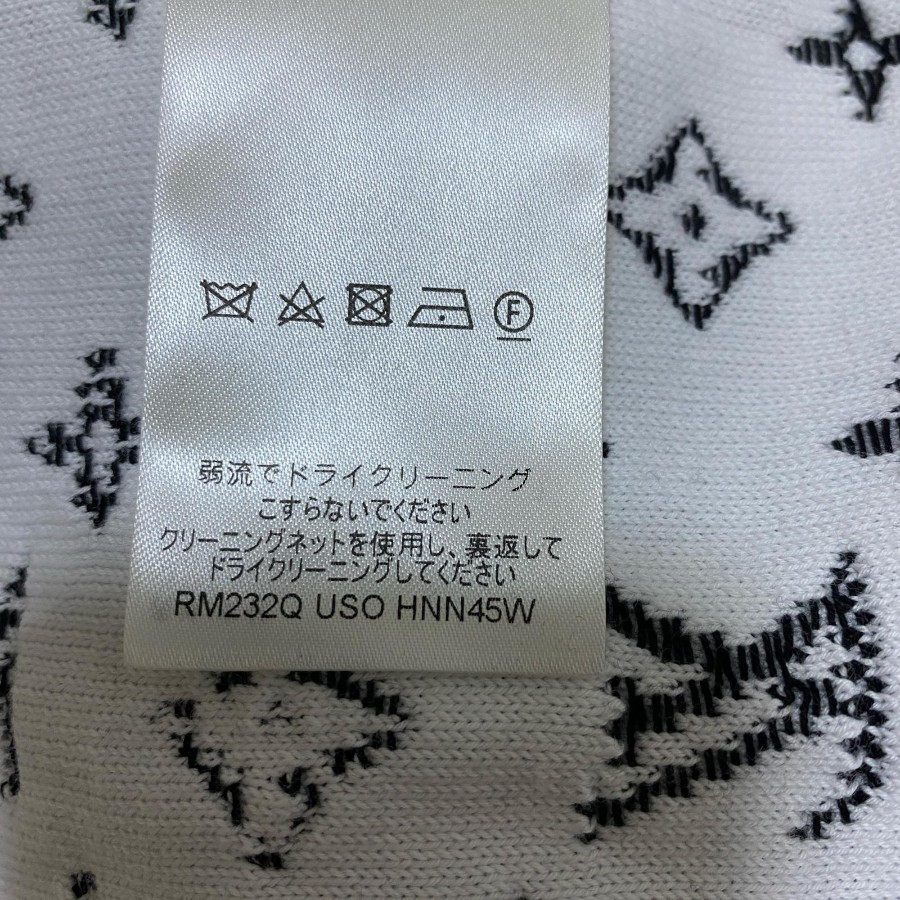 F
弱流でドライクリーニング
こすらないでください
クリーニングネットを使用し、裏返して
ドライクリーニングしてください
RM232Q USO HNN45W